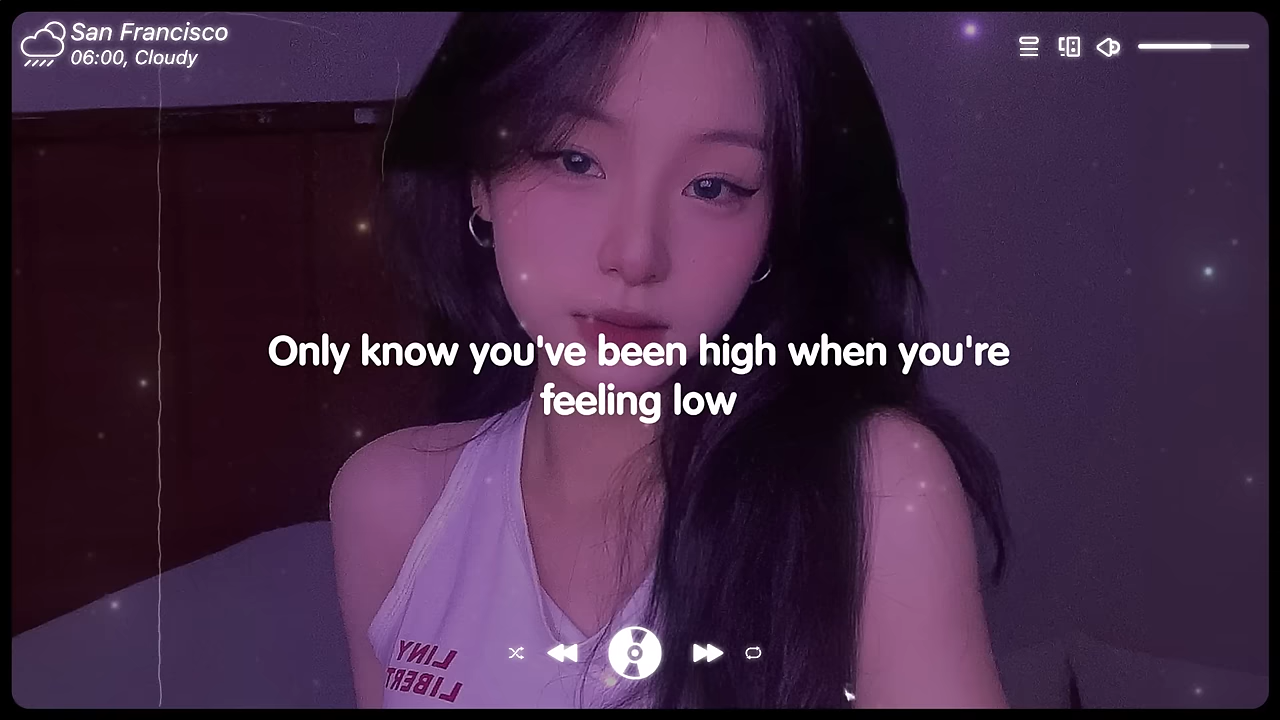 San Francisco
06:00, Cloudy
Only know you've been high when you're
feeling low
LINY
LIBERT